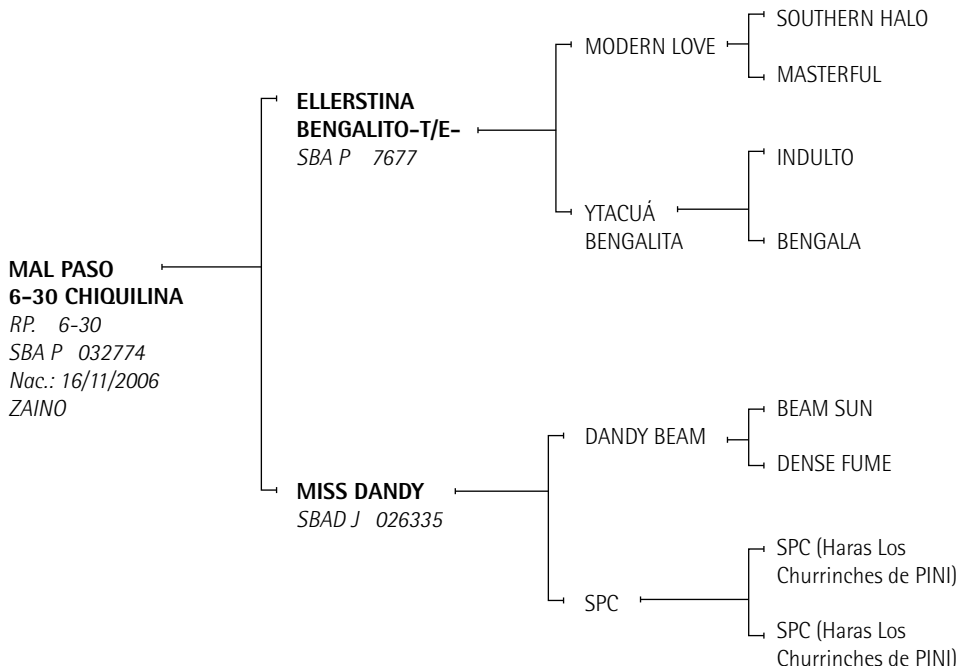 SOUTHERN HALO
MODERN LOVE
MASTERFUL
ELLERSTINA
BENGALITO-T/E-
SBA P 7677
INDULTO
YTACUÁ
BENGALITA
BENGALA
MAL PASO
6-30 CHIQUILINA
RP. 6-30
SBA P 032774
Nac.: 16/11/2006
ZAINO
BEAM SUN
DANDY BEAM
DENSE FUME
MISS DANDY
SBAD J 026335
SPC (Haras Los
Churrinches de PINI)
SPC
SPC (Haras Los
Churrinches de PINI)